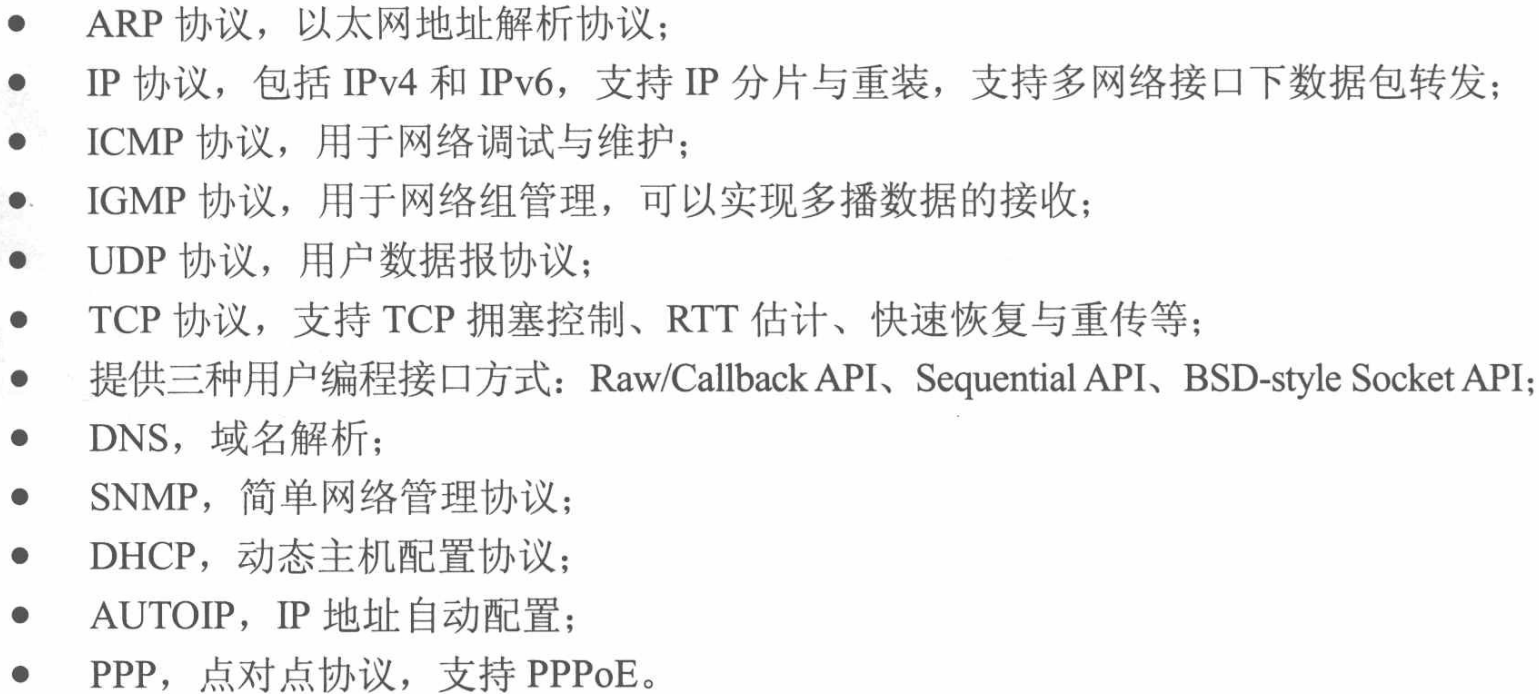 ● ARP 协议，以太网地址解析协议；
● IP 协议，包括 IPv4 和 IPv6，支持 IP 分片与重装，支持多网络接口下数据包转发；
● ICMP 协议，用于网络调试与维护；
● IGMP 协议，用于网络组管理，可以实现多播数据的接收；
● UDP 协议，用户数据报协议；
● TCP 协议，支持 TCP 拥塞控制、RTT 估计、快速恢复与重传等；
● 提供三种用户编程接口方式：Raw/Callback API、Sequential API、BSD-style Socket API；
● DNS，域名解析；
● SNMP，简单网络管理协议；
● DHCP，动态主机配置协议；
● AUTOIP，IP 地址自动配置；
● PPP，点对点协议，支持 PPPoE。